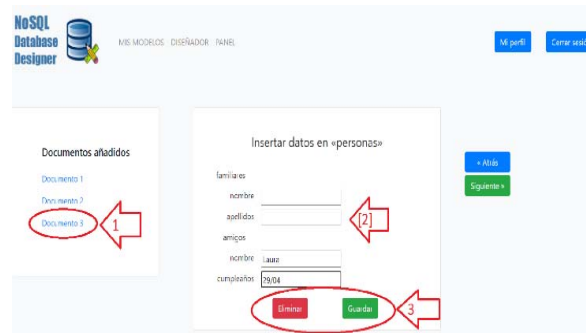 NoSQL
Database
Designer
MIS MODELOS DISEÑADOR PANEL
Mi perfil
Cerrar sesió
Documentos añadidos
Documento 1
Documento 2
Documento 3
1
Insertar datos en «personas»
familiares
nombre
apellidos
[2]
amigos
nombre Laura
cumpleaños 29/04
Eliminar
Guardar
3
« Atrás
Siguiente »